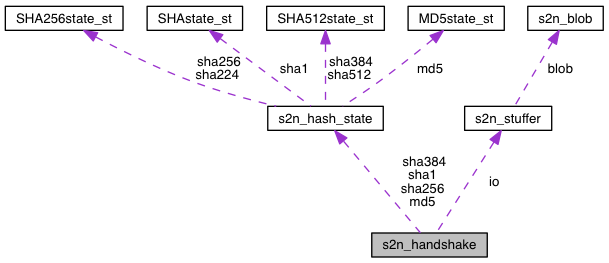 SHA256state_st
SHAstate_st
SHA512state_st
MD5state_st
s2n_blob
sha256
sha224
sha1
sha384
sha512
md5
blob
s2n_hash_state
s2n_stuffer
sha384
sha1
sha256
md5
io
s2n_handshake